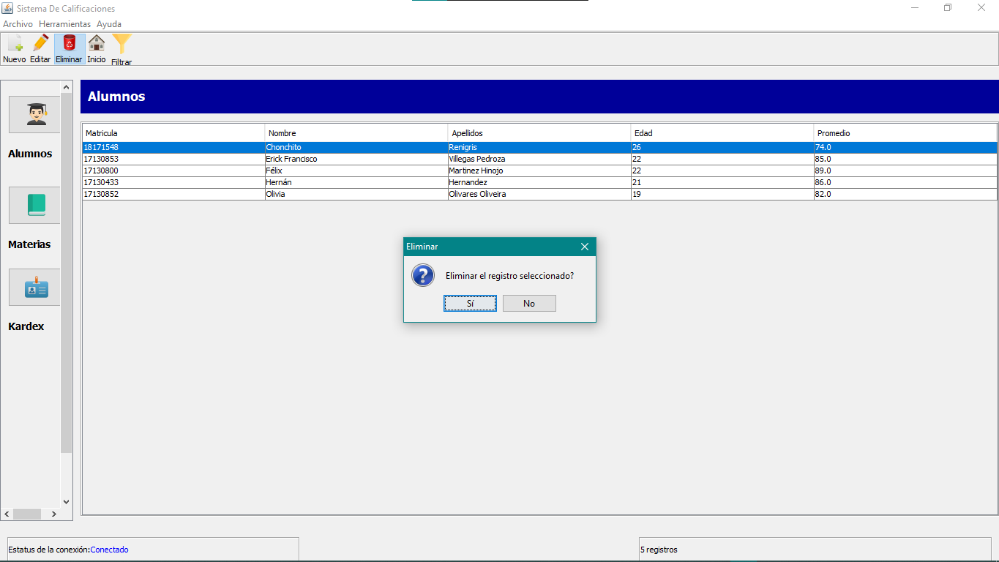 Sistema De Calificaciones
Archivo Herramientas Ayuda
Nuevo Editar Eliminar Inicio Filtrar
Alumnos
Materias
Kardex
Alumnos
Matricula Nombre Apellidos Edad Promedio
18171548 Chonchito Renigris 26 74.0
17130853 Erick Francisco Villegas Pedroza 22 85.0
17130800 Félix Martinez Hinojo 22 89.0
17130433 Hernán Hernandez 21 86.0
17130852 Olivia Olivares Oliveira 19 82.0
Eliminar
Eliminar el registro seleccionado?
Sí No
Estatus de la conexión:Conectado
5 registros